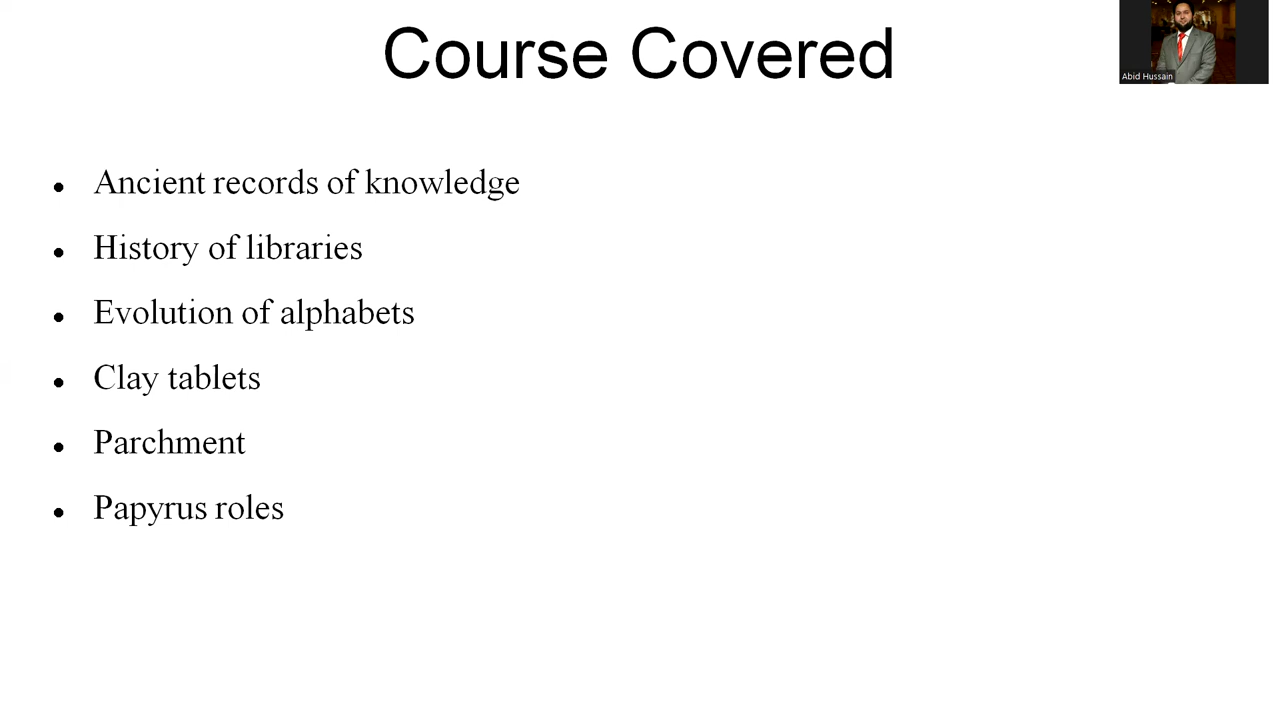 Course Covered
Abid Hussain
• Ancient records of knowledge
• History of libraries
• Evolution of alphabets
• Clay tablets
• Parchment
• Papyrus roles